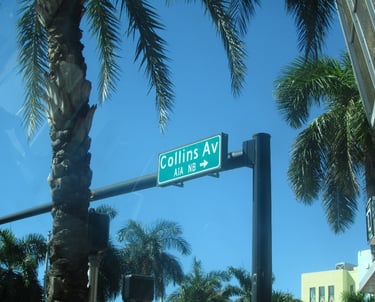 Collins Av
A1A NB →